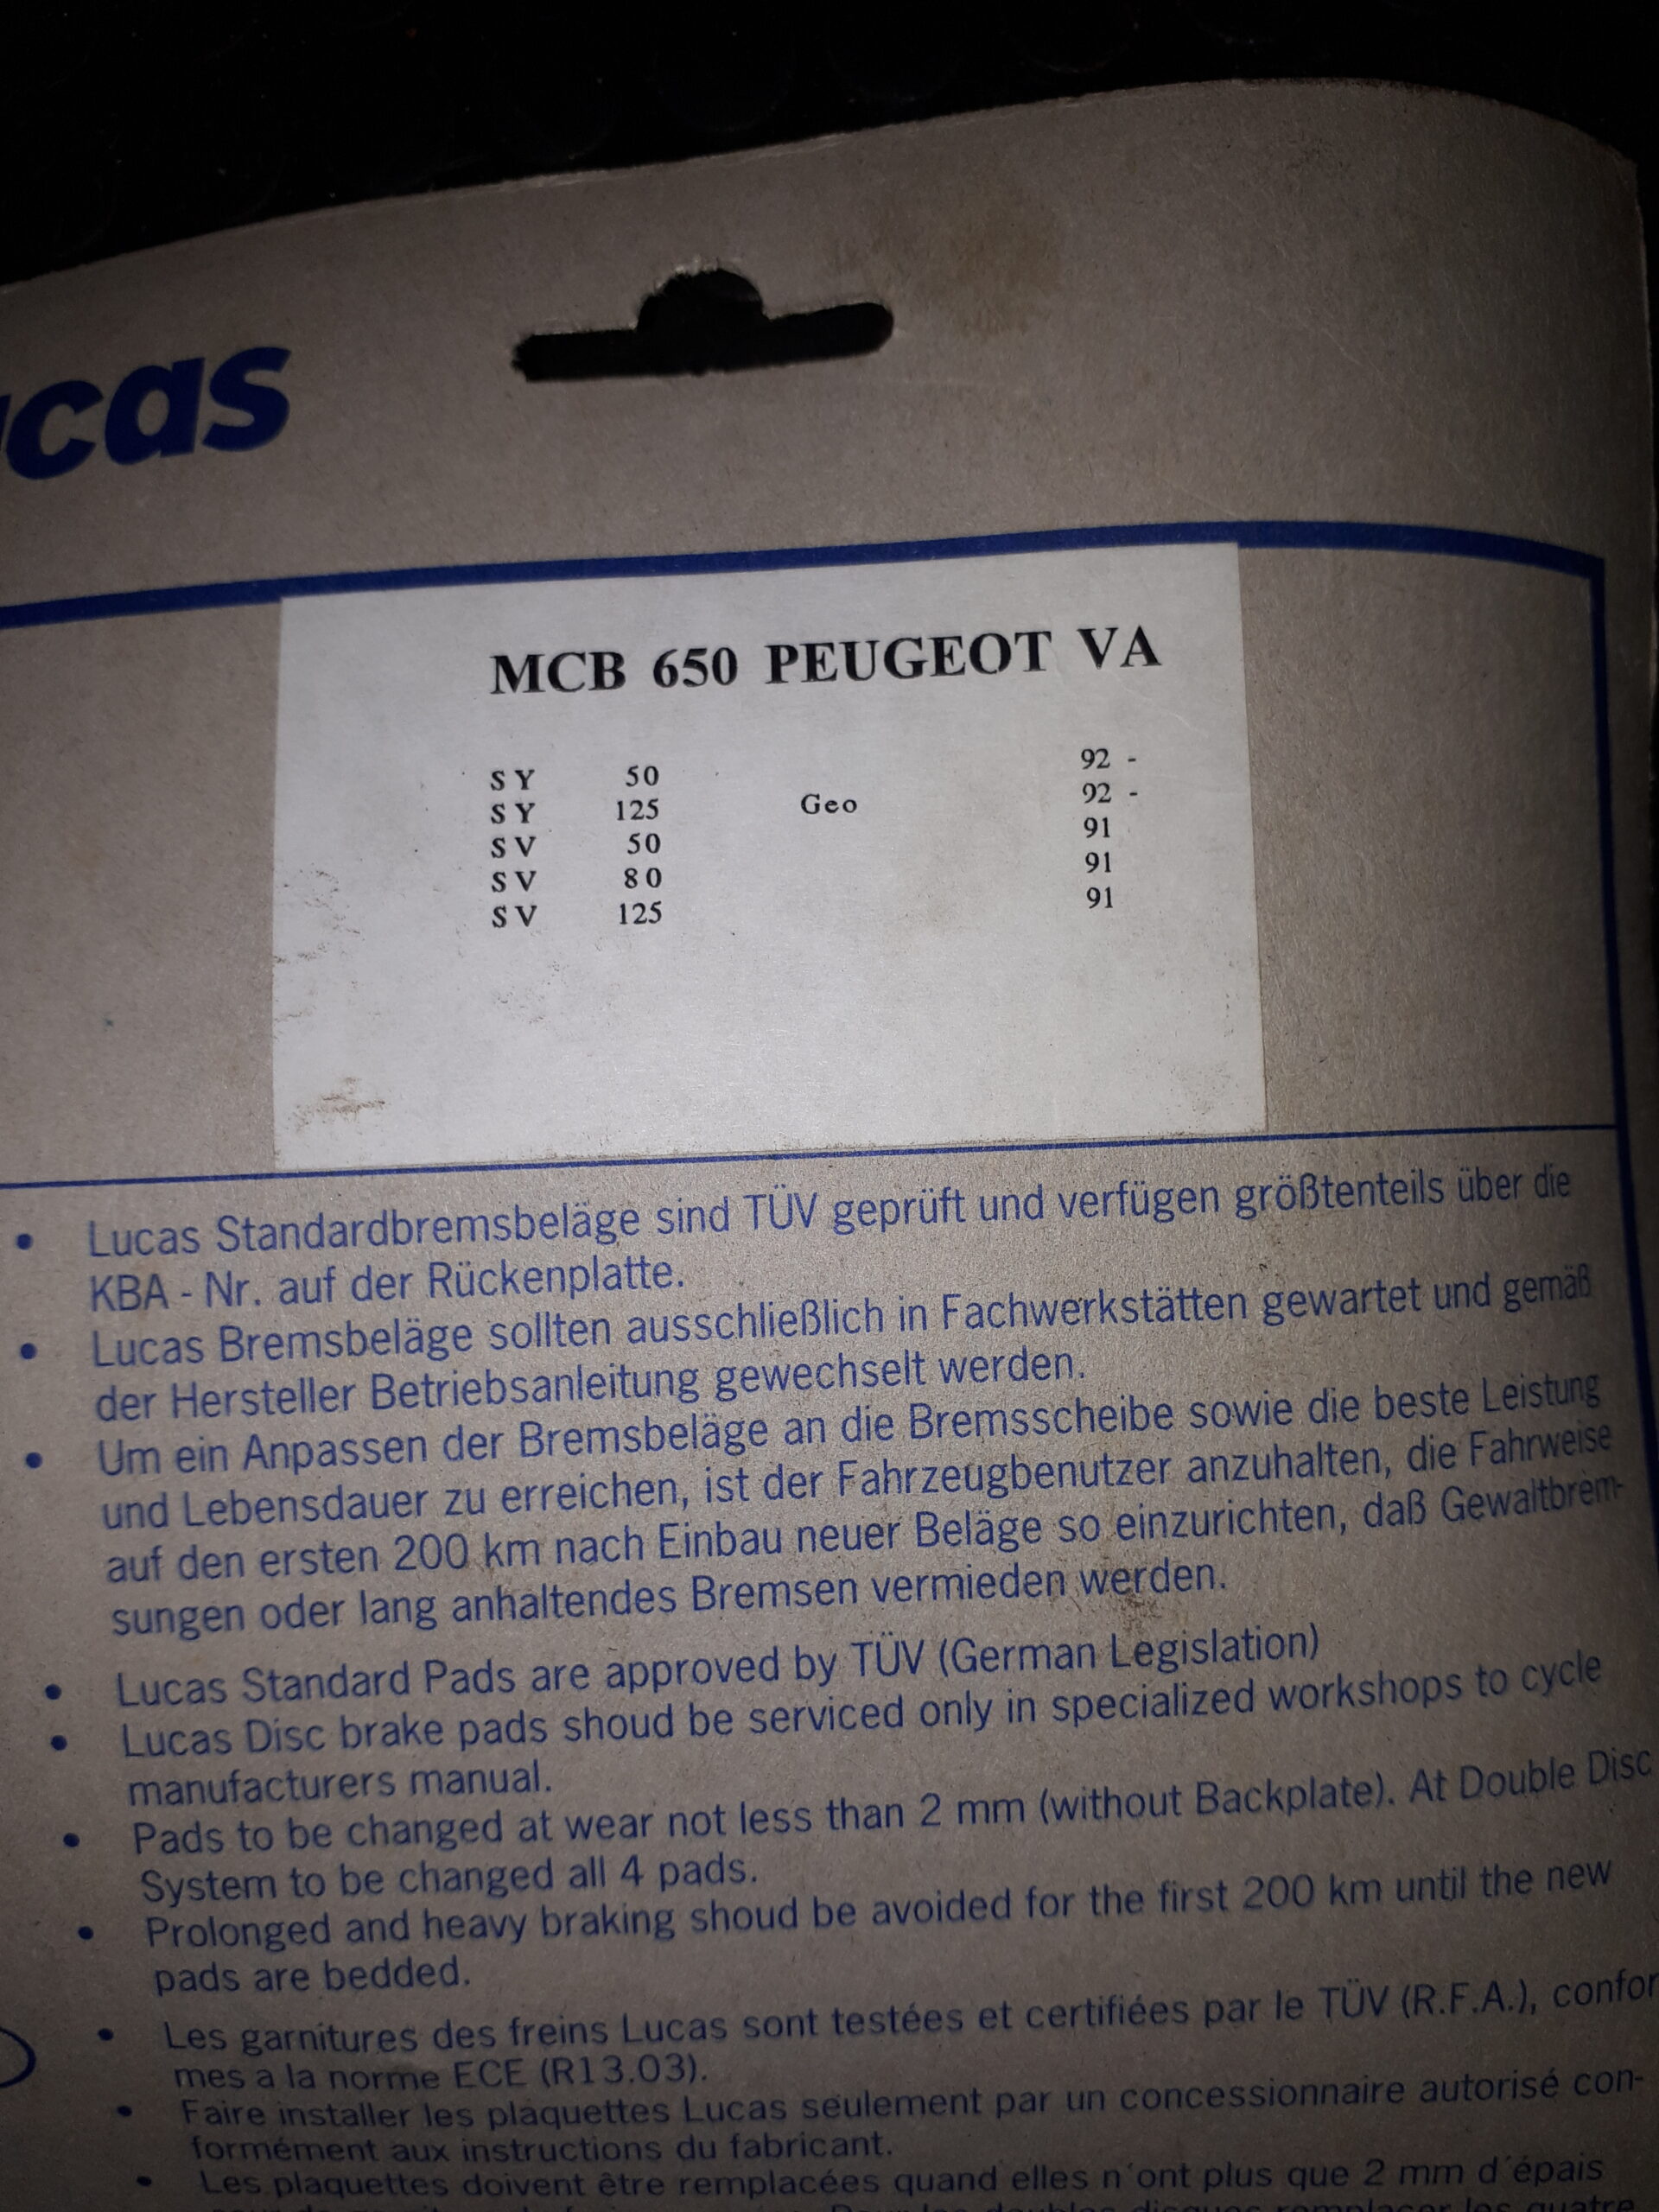 ucas
MCB 650 PEUGEOT VA
SY 50 92 -
SY 125 Geo 92 -
SV 50 91
SV 80 91
SV 125 91
• Lucas Standardbremsbeläge sind TÜV geprüft und verfügen größtenteils über die
KBA - Nr. auf der Rückenplatte.
• Lucas Bremsbeläge sollten ausschließlich in Fachwerkstätten gewartet und gemäß
der Hersteller Betriebsanleitung gewechselt werden.
• Um ein Anpassen der Bremsbeläge an die Bremsscheibe sowie die beste Leistung
und Lebensdauer zu erreichen, ist der Fahrzeugbenutzer anzuhalten, die Fahrweise
auf den ersten 200 km nach Einbau neuer Beläge so einzurichten, daß Gewaltbrem-
sungen oder lang anhaltendes Bremsen vermieden werden.
• Lucas Standard Pads are approved by TÜV (German Legislation)
• Lucas Disc brake pads shoud be serviced only in specialized workshops to cycle
manufacturers manual.
• Pads to be changed at wear not less than 2 mm (without Backplate). At Double Disc
System to be changed all 4 pads.
• Prolonged and heavy braking shoud be avoided for the first 200 km until the new
pads are bedded.
• Les garnitures des freins Lucas sont testées et certifiées par le TÜV (R.F.A.), confor
mes a la norme ECE (R13.03).
• Faire installer les plaquettes Lucas seulement par un concessionnaire autorisé con-
formément aux instructions du fabricant.
• Les plaquettes doivent être remplacées quand elles n'ont plus que 2 mm d'épais